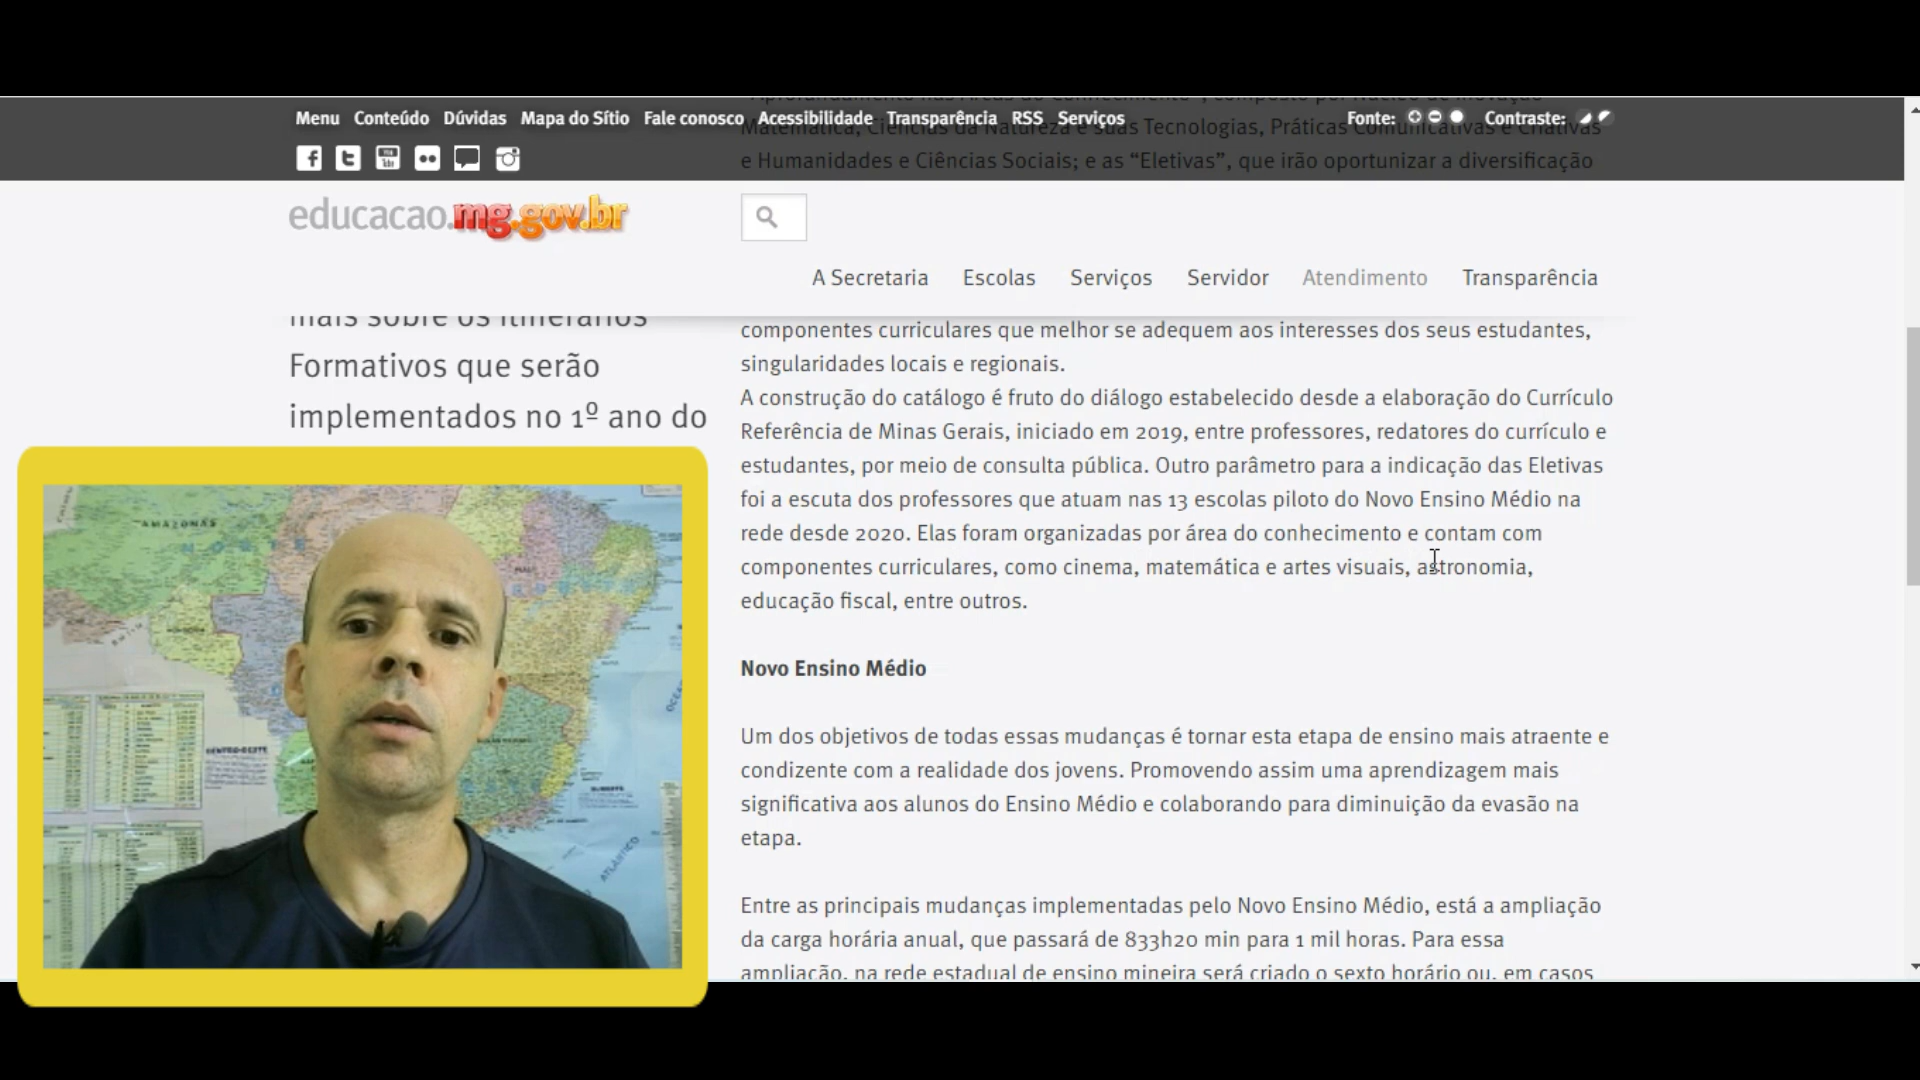 Menu Conteúdo Dúvidas Mapa do Sítio Fale conosco Acessibilidade Transparência RSS Serviços
Fonte: Contraste:
Matemática, Ciências da Natureza e suas Tecnologias, Práticas Comunicativas e Criativas
e Humanidades e Ciências Sociais; e as “Eletivas”, que irão oportunizar a diversificação
educacao.mg.gov.br
A Secretaria Escolas Serviços Servidor Atendimento Transparência
mais sobre os Itinerários
Formativos que serão
implementados no 1º ano do
componentes curriculares que melhor se adequem aos interesses dos seus estudantes,
singularidades locais e regionais.
A construção do catálogo é fruto do diálogo estabelecido desde a elaboração do Currículo
Referência de Minas Gerais, iniciado em 2019, entre professores, redatores do currículo e
estudantes, por meio de consulta pública. Outro parâmetro para a indicação das Eletivas
foi a escuta dos professores que atuam nas 13 escolas piloto do Novo Ensino Médio na
rede desde 2020. Elas foram organizadas por área do conhecimento e contam com
componentes curriculares, como cinema, matemática e artes visuais, astronomia,
educação fiscal, entre outros.
Novo Ensino Médio
Um dos objetivos de todas essas mudanças é tornar esta etapa de ensino mais atraente e
condizente com a realidade dos jovens. Promovendo assim uma aprendizagem mais
significativa aos alunos do Ensino Médio e colaborando para diminuição da evasão na
etapa.
Entre as principais mudanças implementadas pelo Novo Ensino Médio, está a ampliação
da carga horária anual, que passará de 833h20 min para 1 mil horas. Para essa
ampliação, na rede estadual de ensino mineira será criado o sexto horário ou, em casos
AMAZONAS
CENTRO-OESTE
ATLÂNTICO